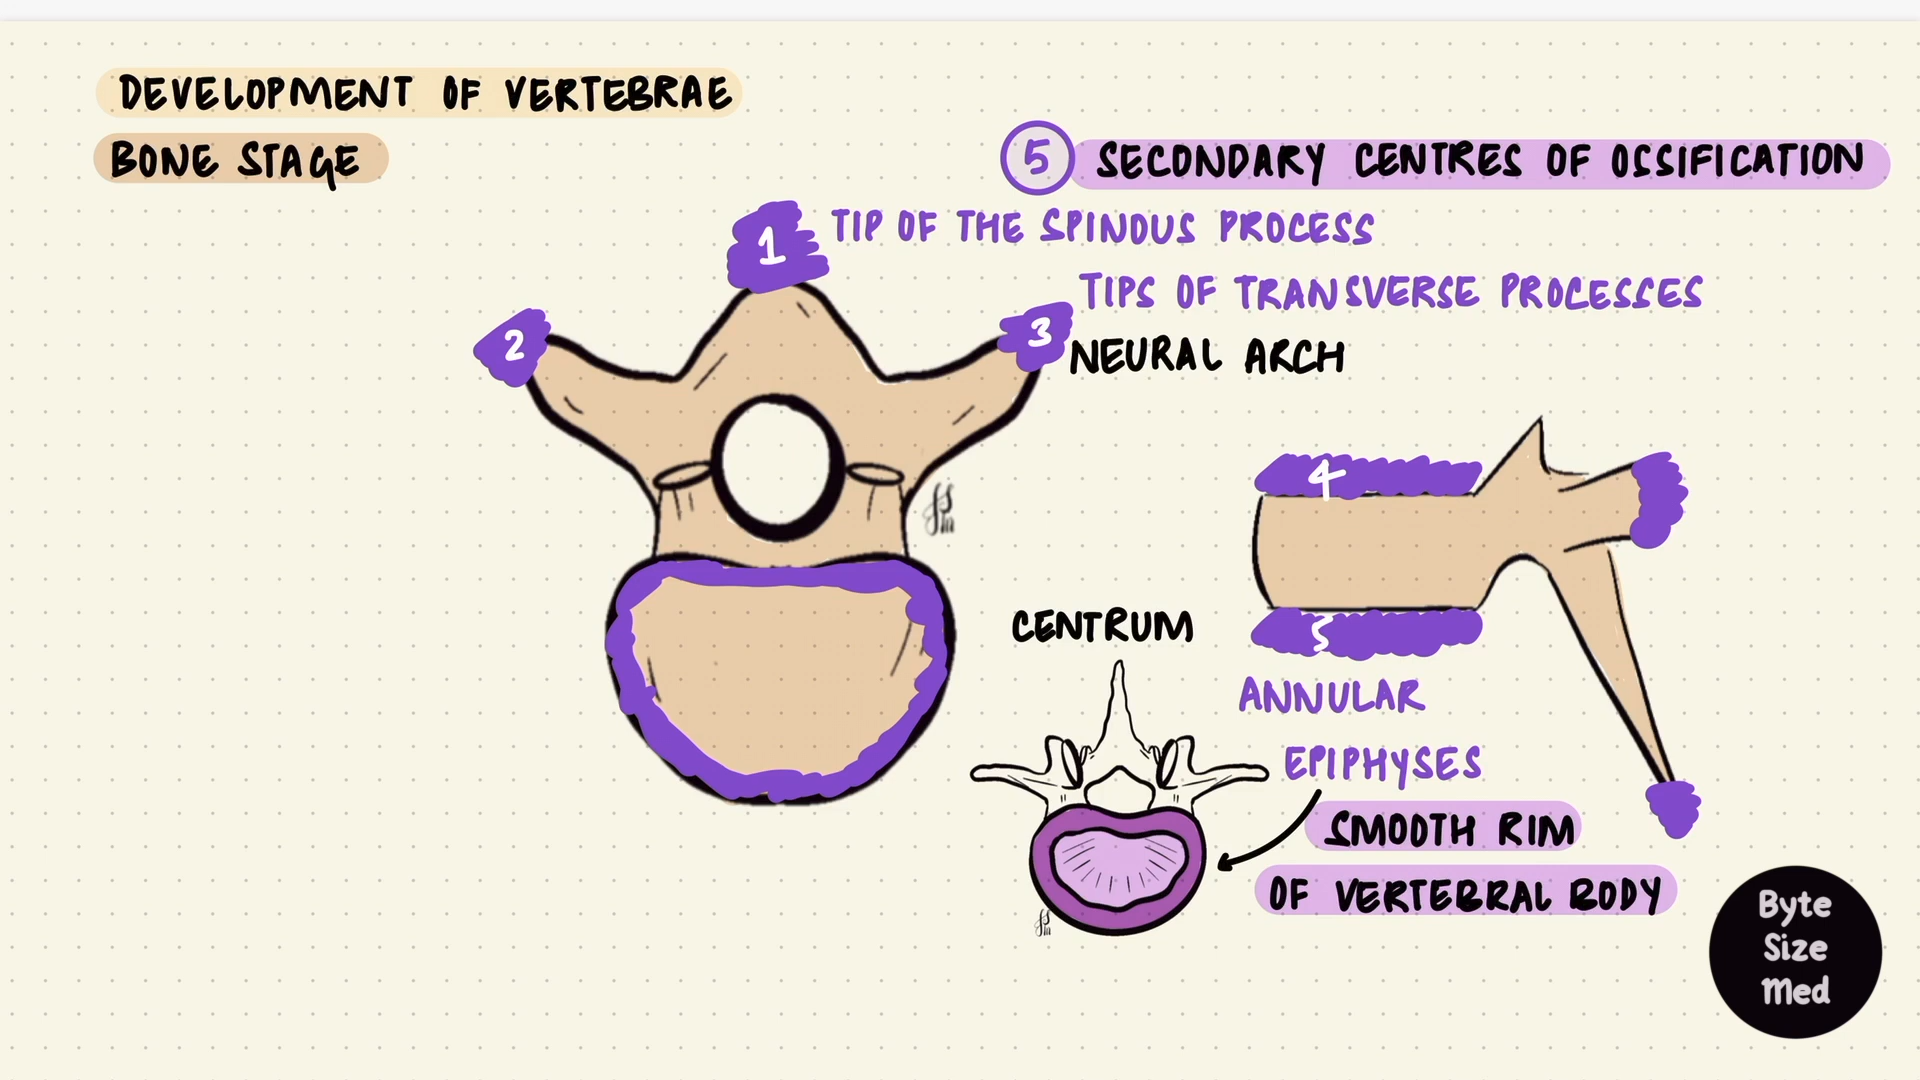 DEVELOPMENT OF VERTEBRAE
BONE STAGE
5 SECONDARY CENTRES OF OSSIFICATION
1 TIP OF THE SPINOUS PROCESS
TIPS OF TRANSVERSE PROCESSES
2
3
NEURAL ARCH
4
CENTRUM
5
ANNULAR
EPIPHYSES
SMOOTH RIM
OF VERTEBRAL BODY
Byte
Size
Med